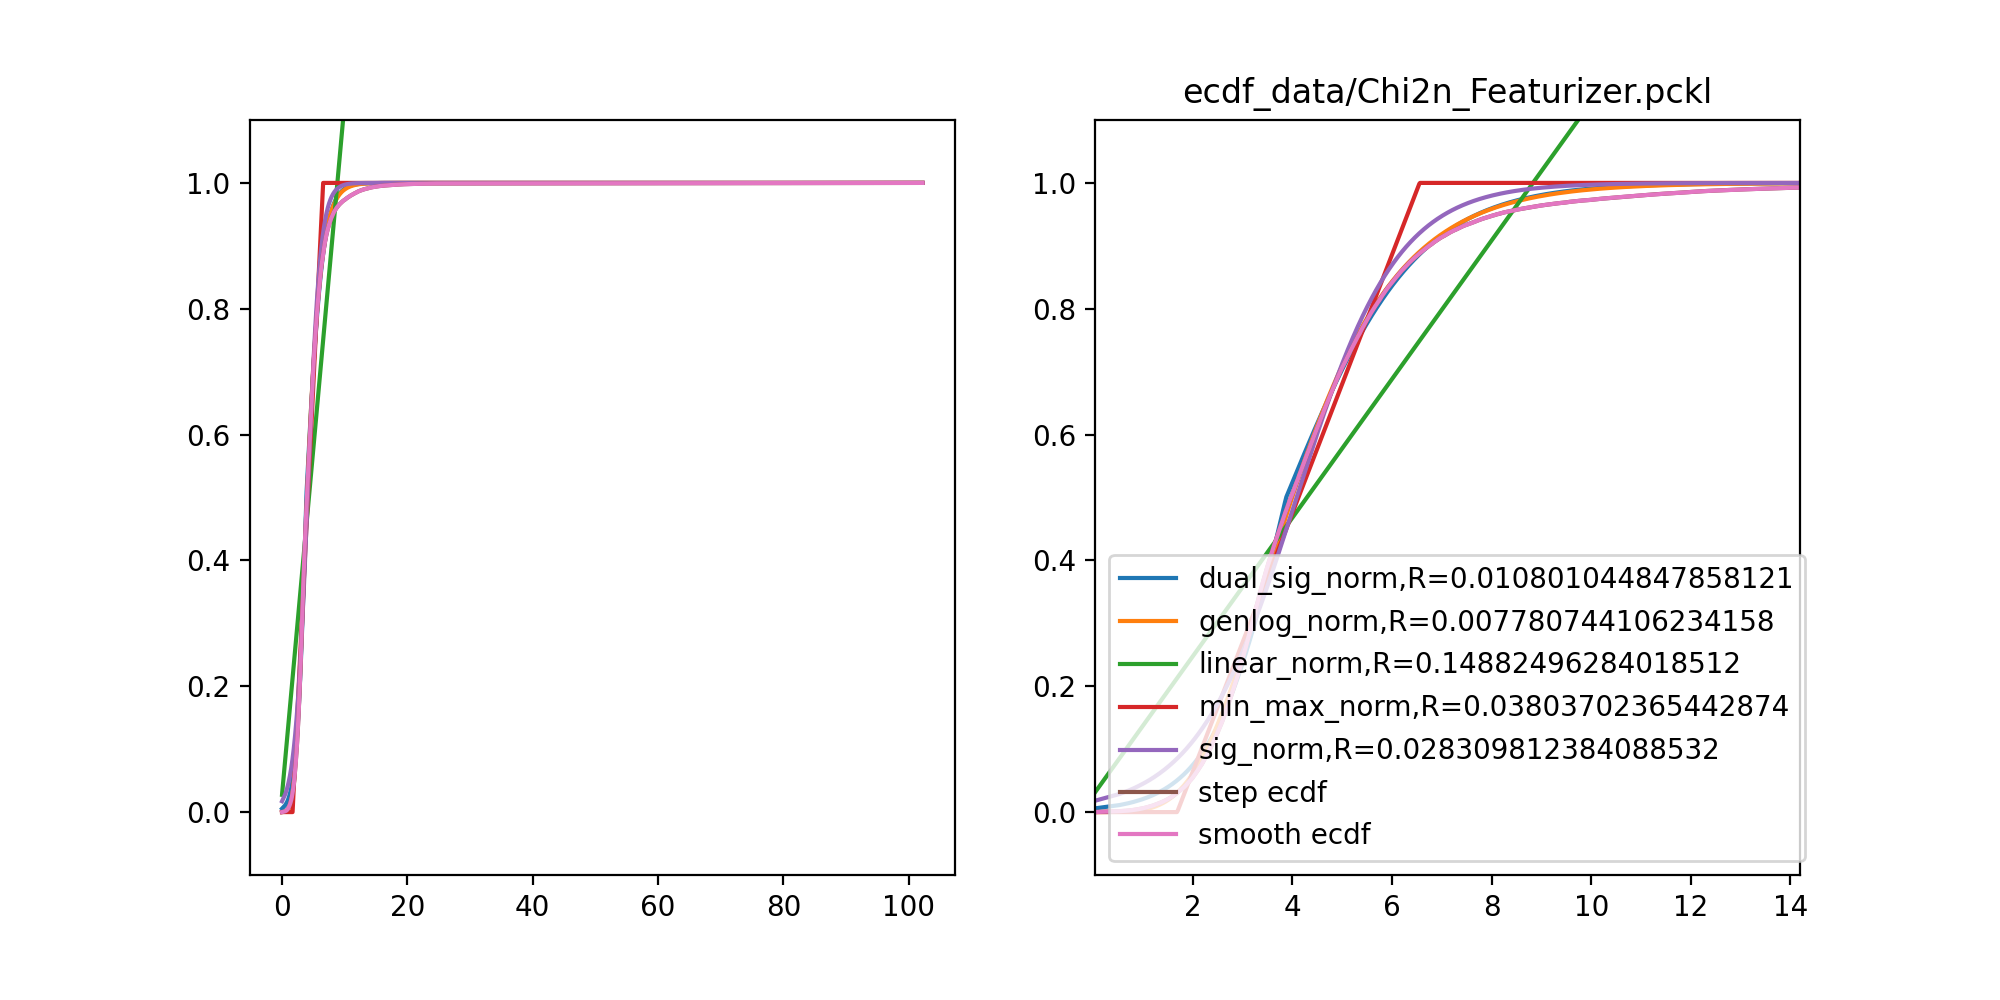 ecdf_data/Chi2n_Featurizer.pckl
1.0
0.8
0.6
0.4
0.2
0.0
0 20 40 60 80 100
1.0
0.8
0.6
0.4
0.2
0.0
dual_sig_norm,R=0.010801044847858121
genlog_norm,R=0.007780744106234158
linear_norm,R=0.14882496284018512
min_max_norm,R=0.03803702365442874
sig_norm,R=0.028309812384088532
step ecdf
smooth ecdf
2 4 6 8 10 12 14